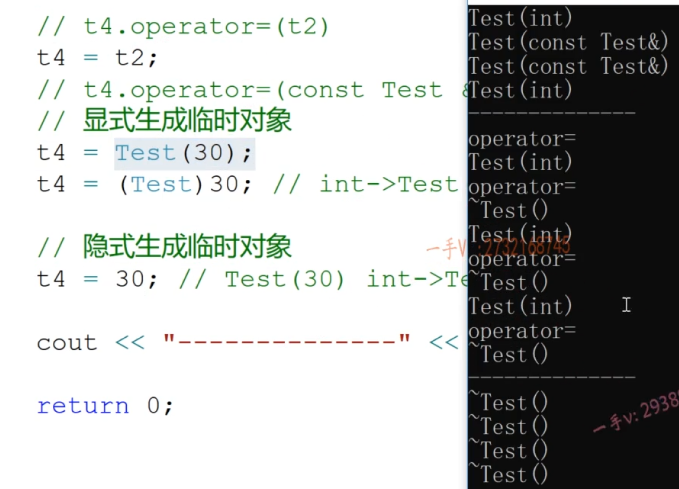 // t4.operator=(t2)
t4 = t2;
// t4.operator=(const Test &
// 显式生成临时对象
t4 = Test(30);
t4 = (Test)30; // int->Test
// 隐式生成临时对象
t4 = 30; // Test(30) int->Te
cout << "--------------" <<
return 0;
Test(int)
Test(const Test&)
Test(const Test&)
Test(int)
--------------
operator=
Test(int)
operator=
~Test()
Test(int)
operator=
~Test()
Test(int)
operator=
~Test()
--------------
~Test()
~Test()
~Test()
~Test()
一手V:2732168745
一手v:2938